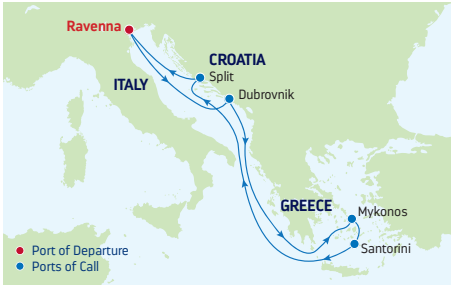 Ravenna
CROATIA
Split
ITALY
Dubrovnik
GREECE
Mykonos
Santorini
Port of Departure
Ports of Call